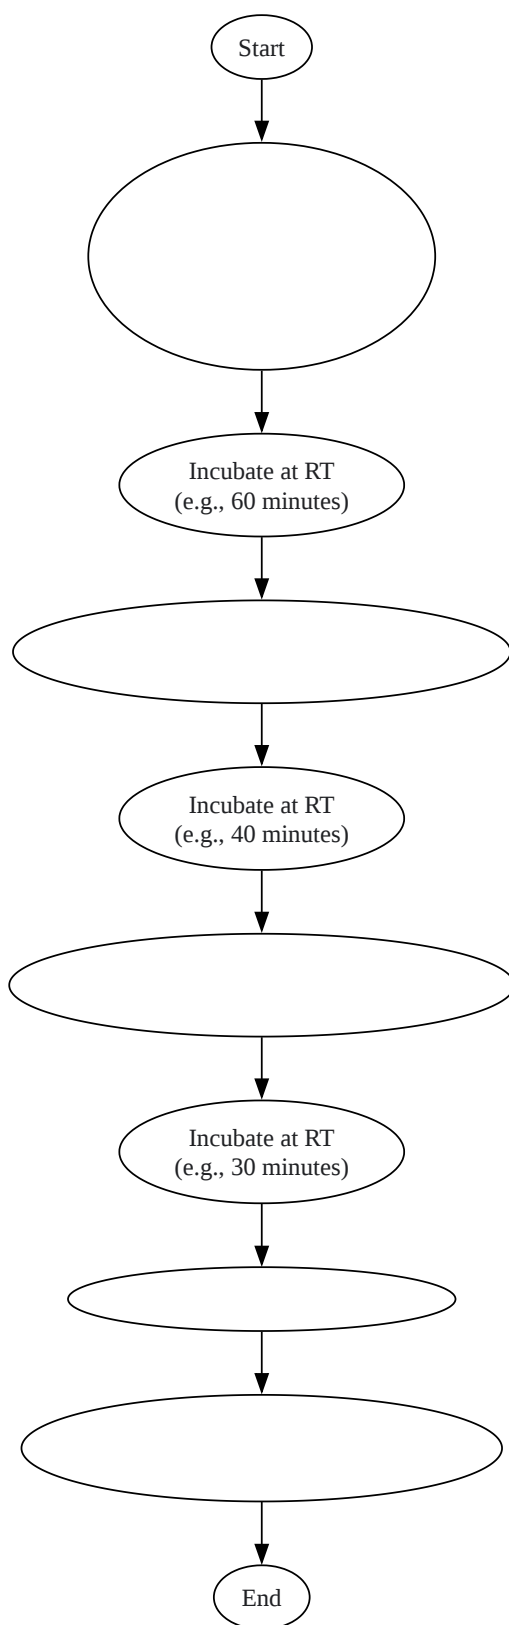 Start
Incubate at RT
(e.g., 60 minutes)
Incubate at RT
(e.g., 40 minutes)
Incubate at RT
(e.g., 30 minutes)
End